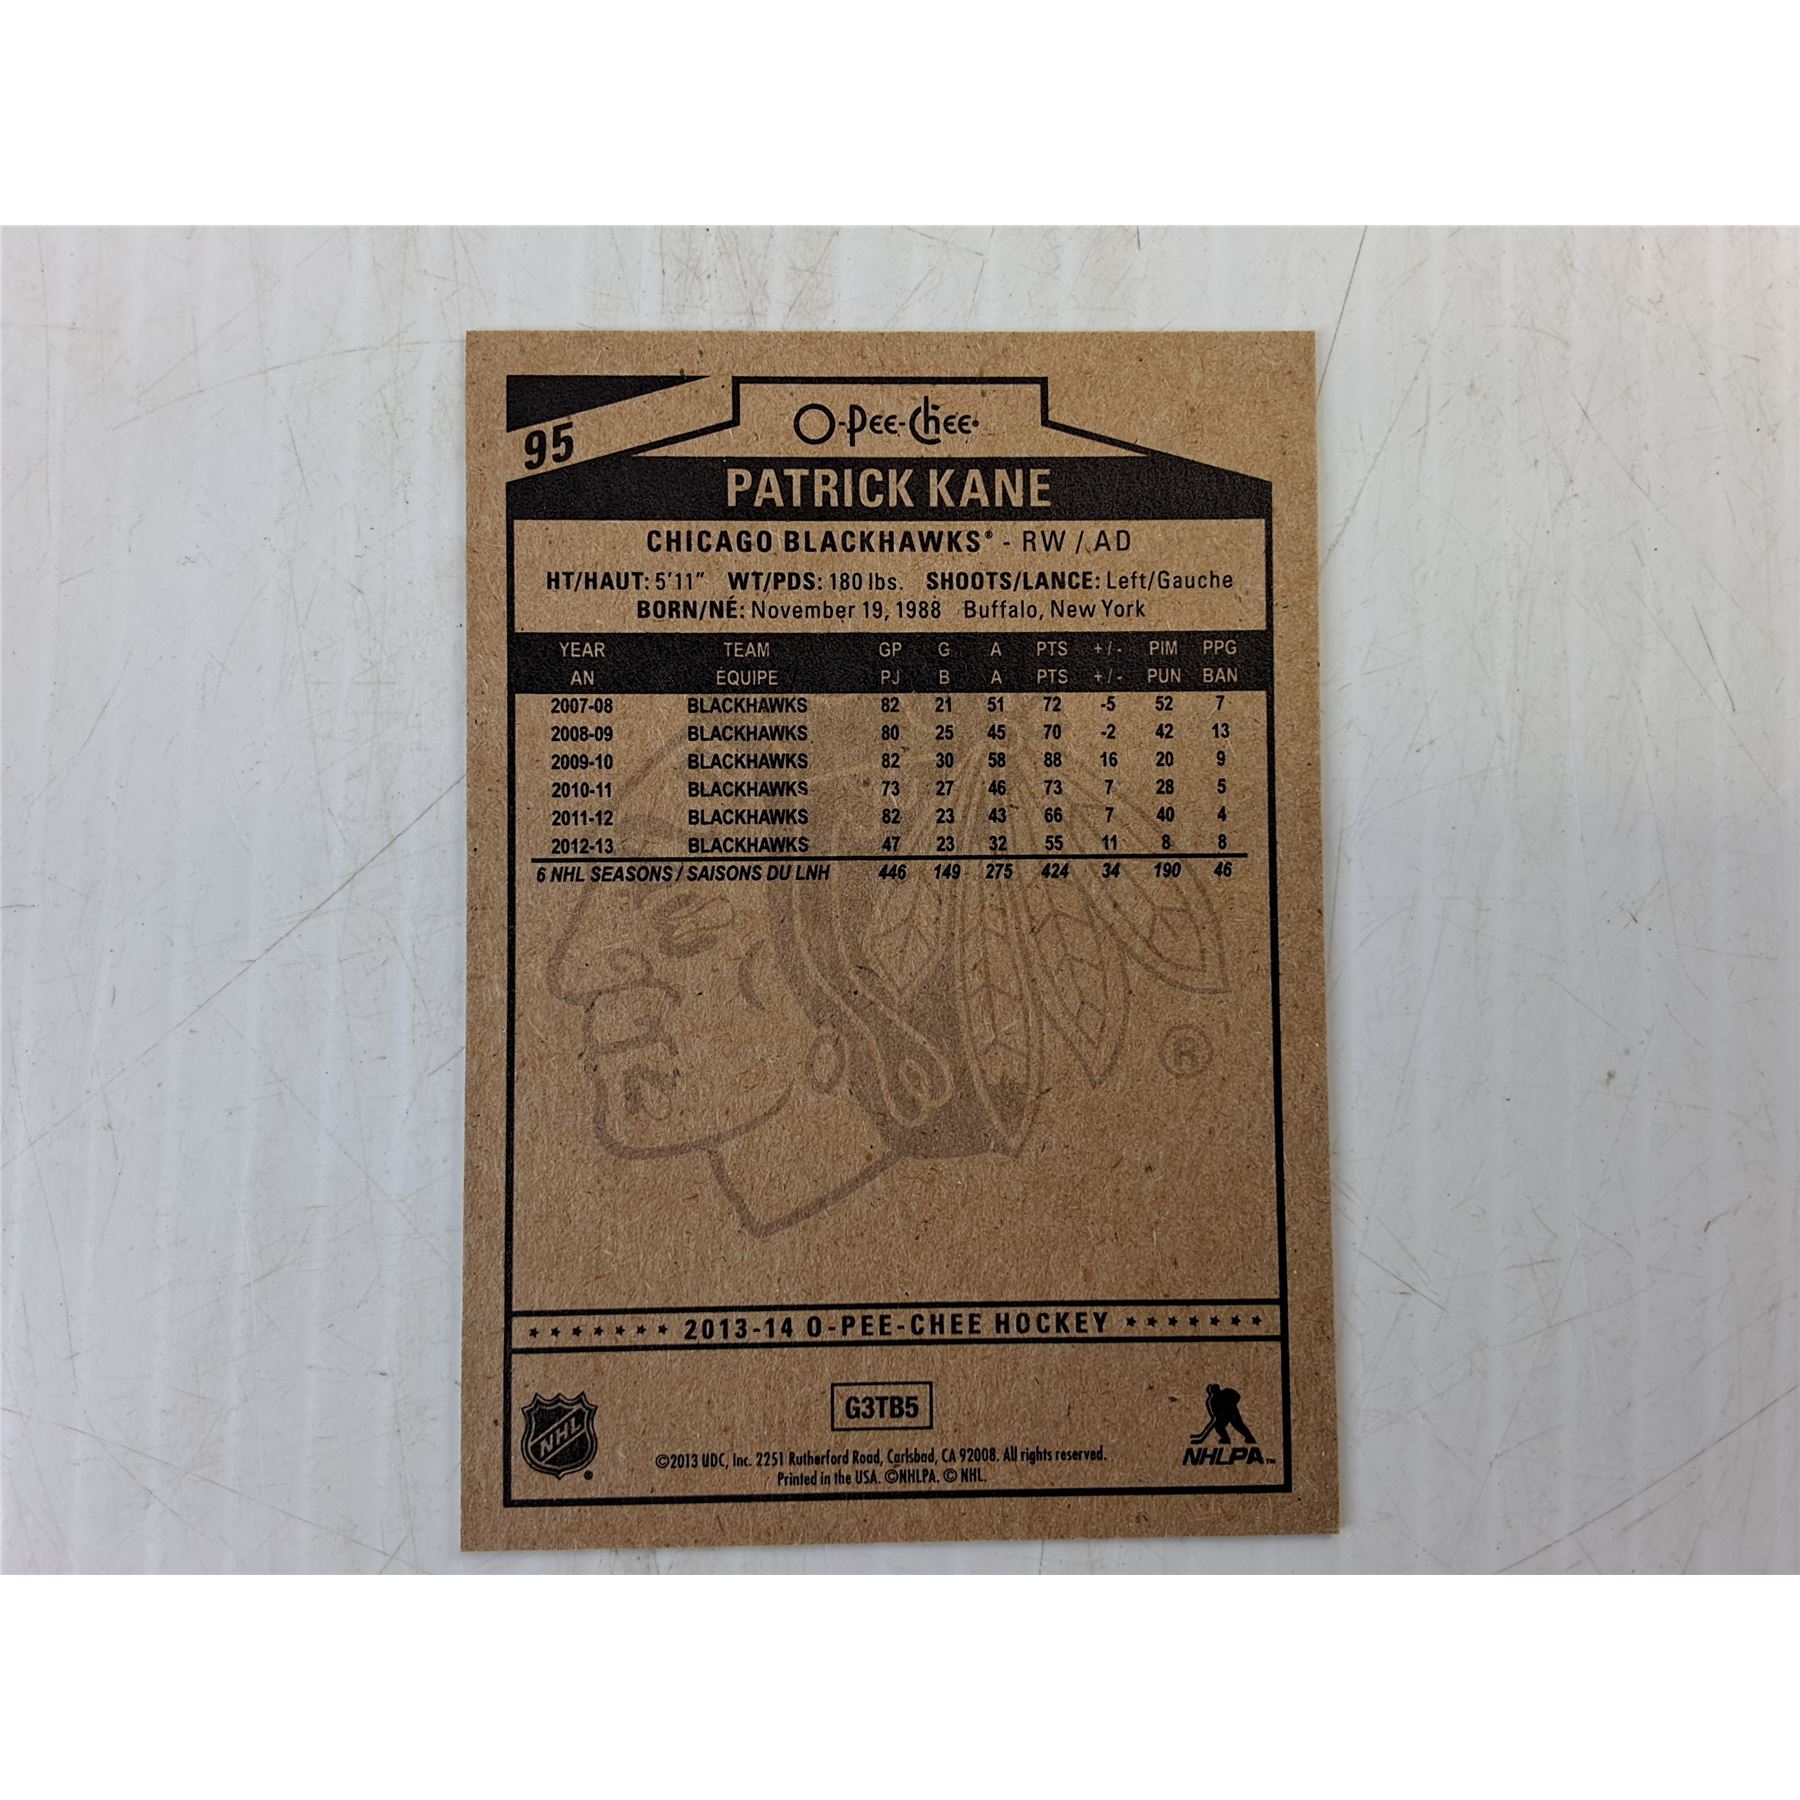 O-Pee-Chee
95
PATRICK KANE
CHICAGO BLACKHAWKS® - RW / AD
HT/HAUT: 5'11" WT/PDS: 180 lbs. SHOOTS/LANCE: Left/Gauche
BORN/NÉ: November 19, 1988 Buffalo, New York
YEAR TEAM GP G A PTS +/- PIM PPG
AN ÉQUIPE PJ B A PTS +/- PUN BAN
2007-08 BLACKHAWKS 82 21 51 72 -5 52 7
2008-09 BLACKHAWKS 80 25 45 70 -2 42 13
2009-10 BLACKHAWKS 82 30 58 88 16 20 9
2010-11 BLACKHAWKS 73 27 46 73 7 28 5
2011-12 BLACKHAWKS 82 23 43 66 7 40 4
2012-13 BLACKHAWKS 47 23 32 55 11 8 8
6 NHL SEASONS / SAISONS DU LNH 446 149 275 424 34 190 46
®
★★★★★★★ 2013-14 O-PEE-CHEE HOCKEY ★★★★★★★
G3TB5
NHL ®
NHLPA™
©2013 UDC, Inc. 2251 Rutherford Road, Carlsbad, CA 92008. All rights reserved.
Printed in the USA. ©NHLPA. © NHL.